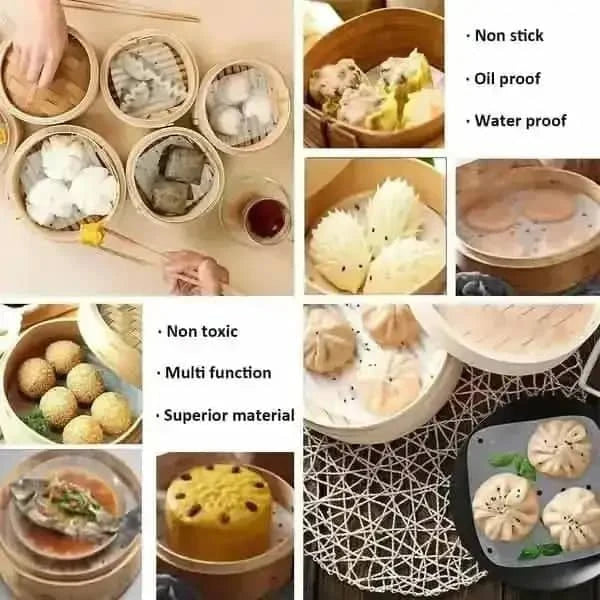 · Non stick
· Oil proof
· Water proof
· Non toxic
· Multi function
· Superior material